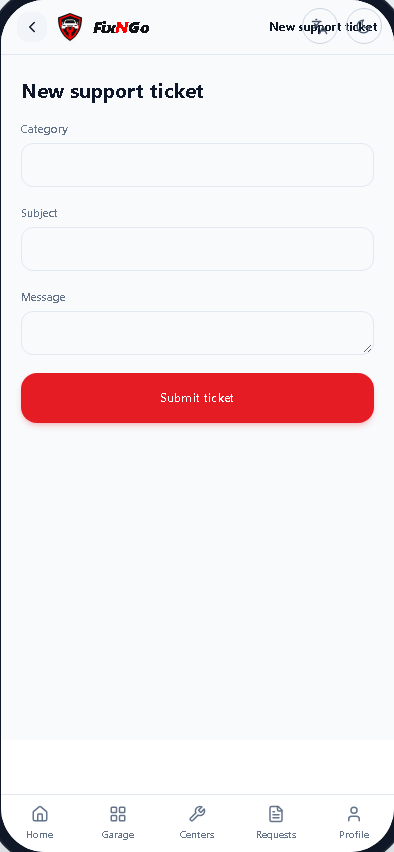 FixNGo
New support ticket
New support ticket
Category
Subject
Message
Submit ticket
Home
Garage
Centers
Requests
Profile